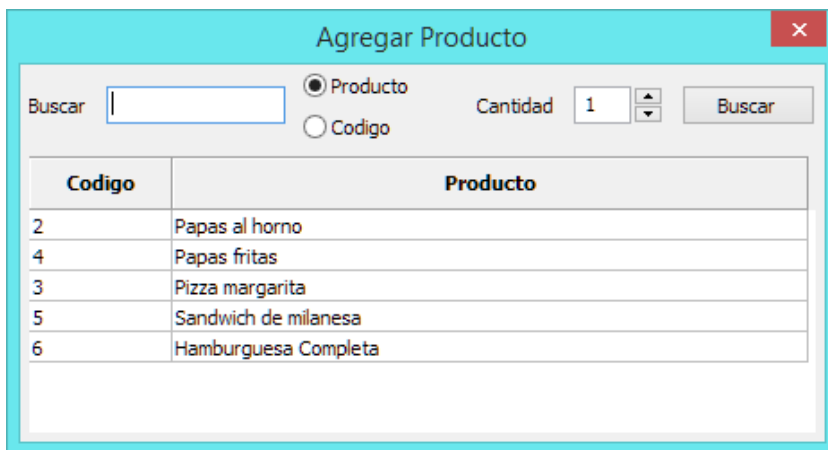 Agregar Producto
Buscar
Producto
Codigo
Cantidad 1 Buscar
Codigo Producto
2 Papas al horno
4 Papas fritas
3 Pizza margarita
5 Sandwich de milanesa
6 Hamburguesa Completa